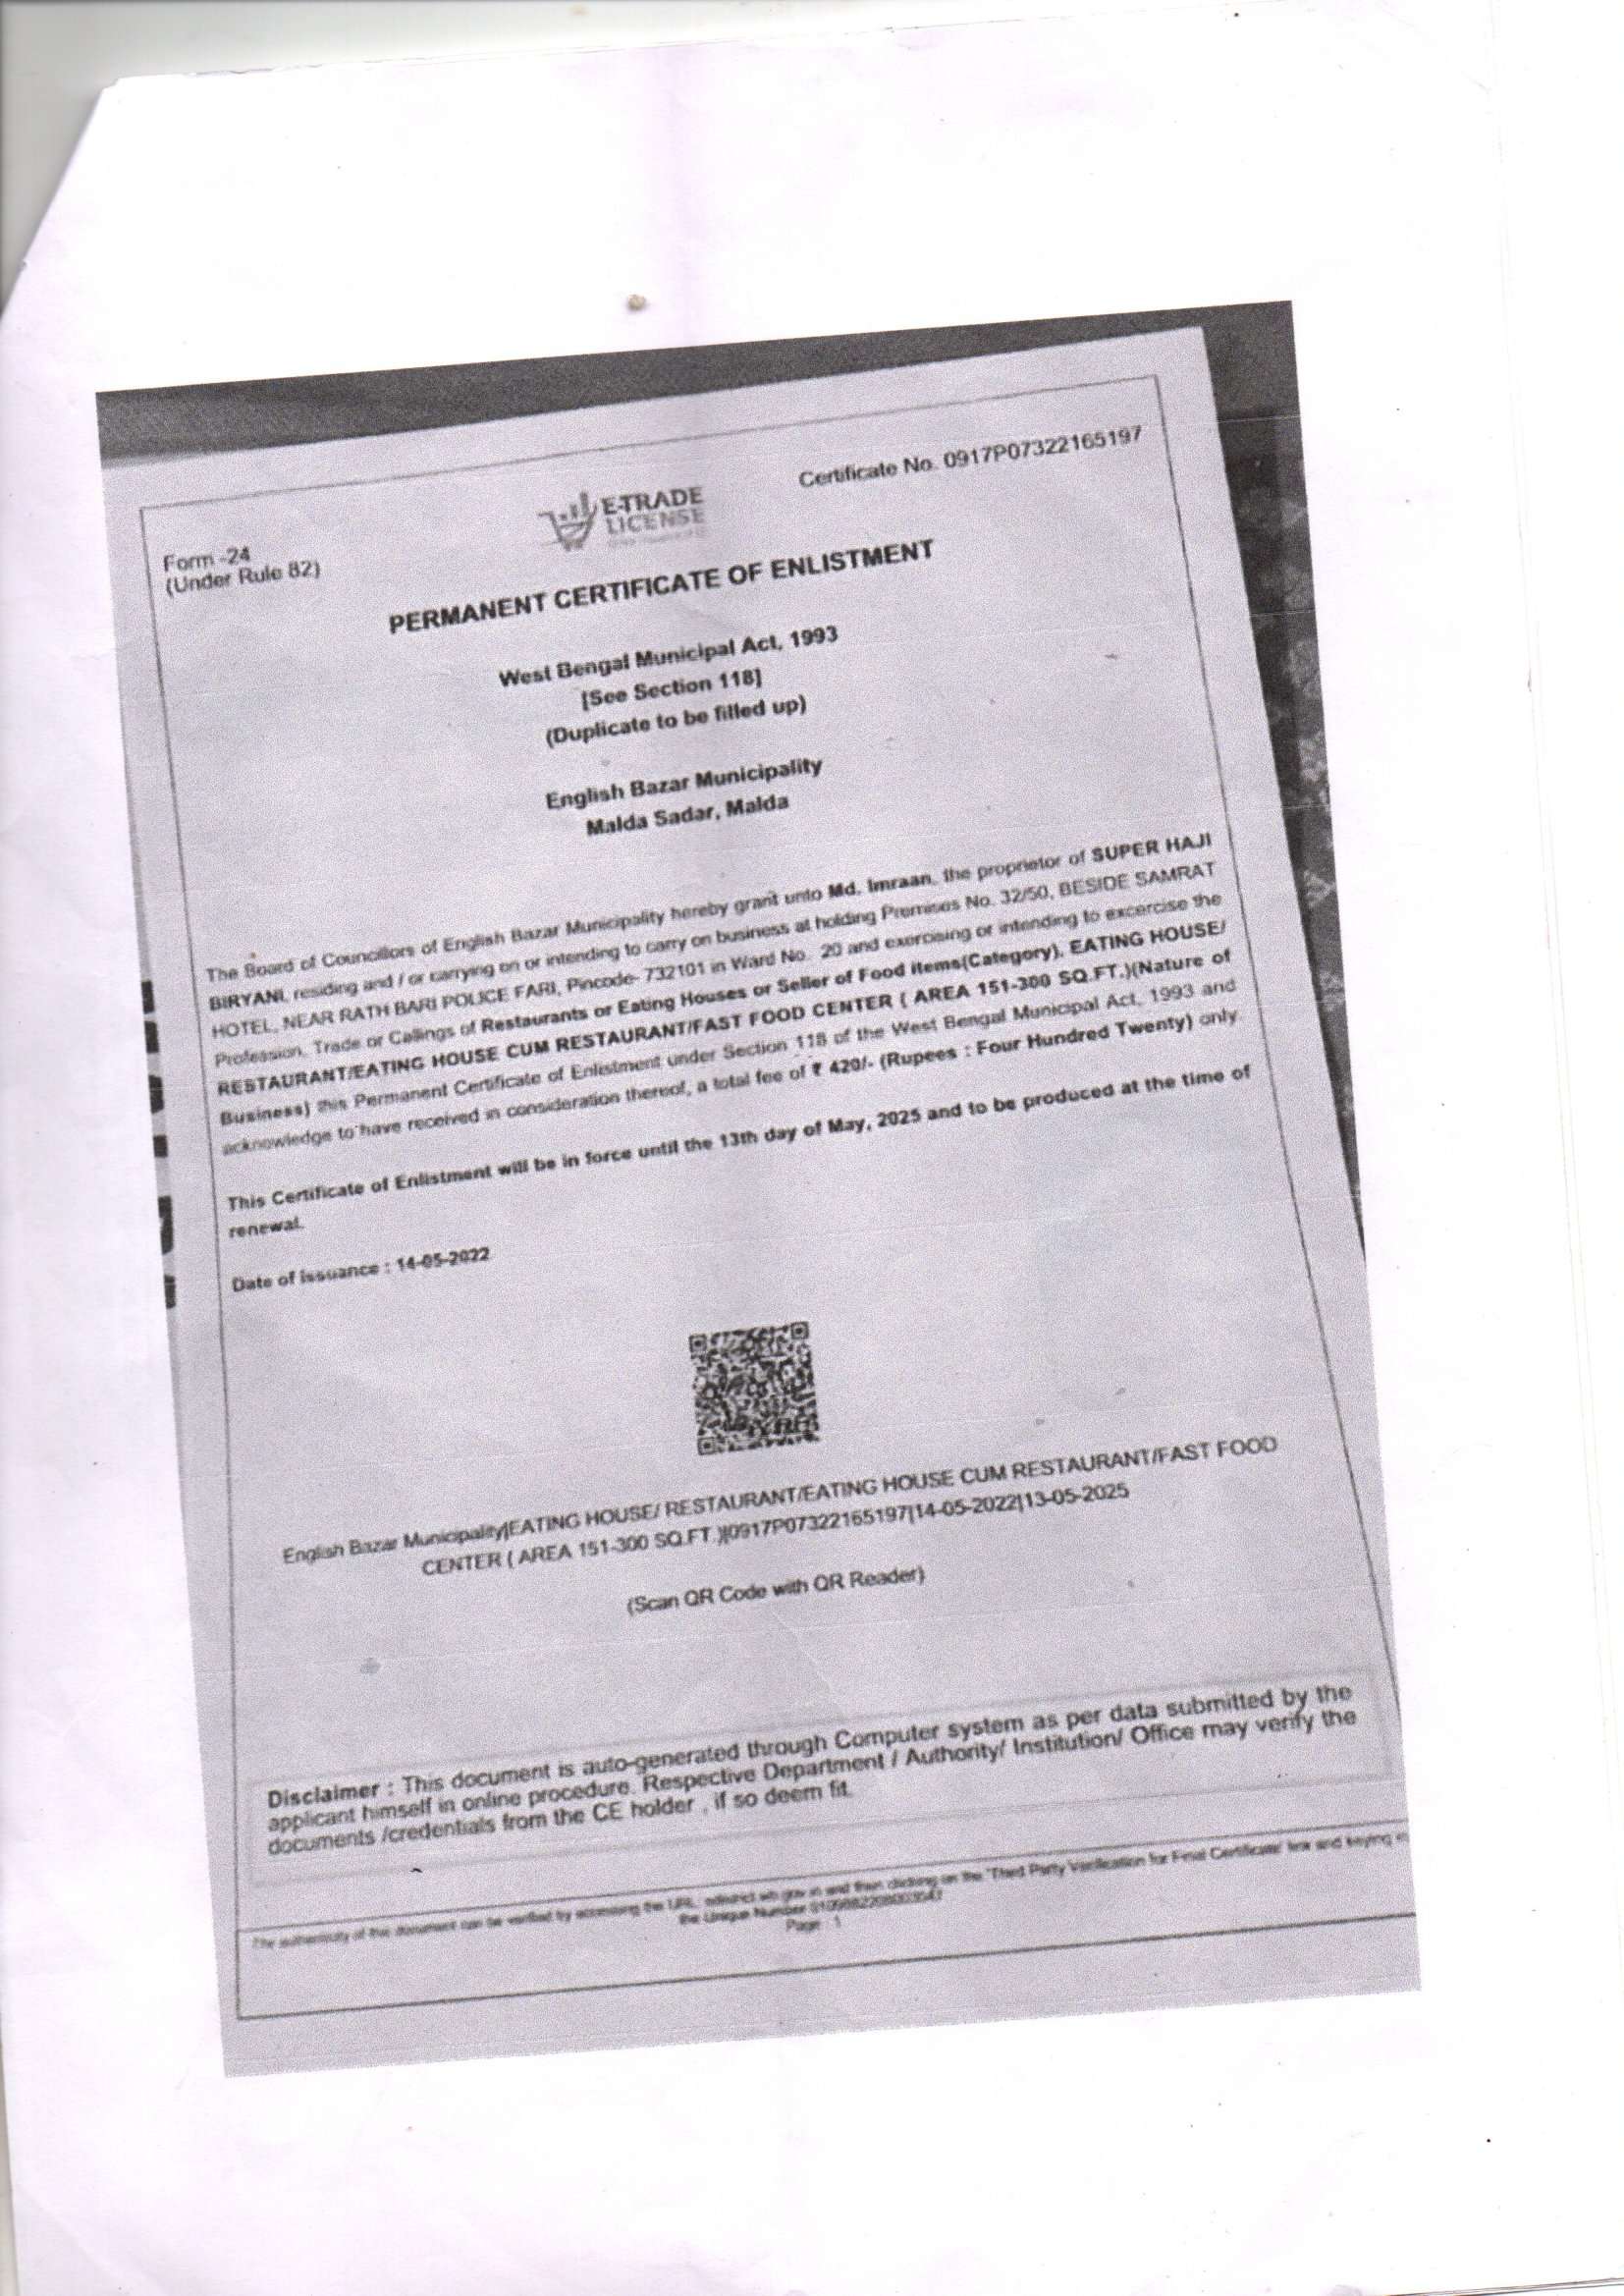 Certificate No. 0917P07322165197
E-TRADE
LICENSE
Form -24
(Under Rule 82)
PERMANENT CERTIFICATE OF ENLISTMENT
West Bengal Municipal Act, 1993
[See Section 118]
(Duplicate to be filled up)
English Bazar Municipality
Malda Sadar, Malda
The Board of Councillors of English Bazar Municipality hereby grant unto Md. Imraan, the proprietor of SUPER HAJI
BIRYANI, residing and / or carrying on or intending to carry on business at holding Premises No. 32/50, BESIDE SAMRAT
HOTEL, NEAR RATH BARI POLICE FARI, Pincode- 732101 in Ward No. 20 and exercising or intending to excercise the
Profession, Trade or Callings of Restaurants or Eating Houses or Seller of Food items(Category), EATING HOUSE/
RESTAURANT/EATING HOUSE CUM RESTAURANT/FAST FOOD CENTER ( AREA 151-300 SQ.FT.)(Nature of
Business) this Permanent Certificate of Enlistment under Section 118 of the West Bengal Municipal Act, 1993 and
acknowledge to have received in consideration thereof, a total fee of ₹ 420/- (Rupees : Four Hundred Twenty) only
This Certificate of Enlistment will be in force until the 13th day of May, 2025 and to be produced at the time of
renewal.
Date of issuance : 14-05-2022
English Bazar Municipality|EATING HOUSE/ RESTAURANT/EATING HOUSE CUM RESTAURANT/FAST FOOD
CENTER ( AREA 151-300 SQ.FT.)|0917P07322165197|14-05-2022|13-05-2025
(Scan QR Code with QR Reader)
Disclaimer : This document is auto-generated through Computer system as per data submitted by the
applicant himself in online procedure. Respective Department / Authority/ Institution/ Office may verify the
documents /credentials from the CE holder , if so deem fit.
The authenticity of this document can be verified by accessing the URL and then clicking on the 'Third Party Verification for Final Certificate' link and keying in
the Unique Number
Page : 1